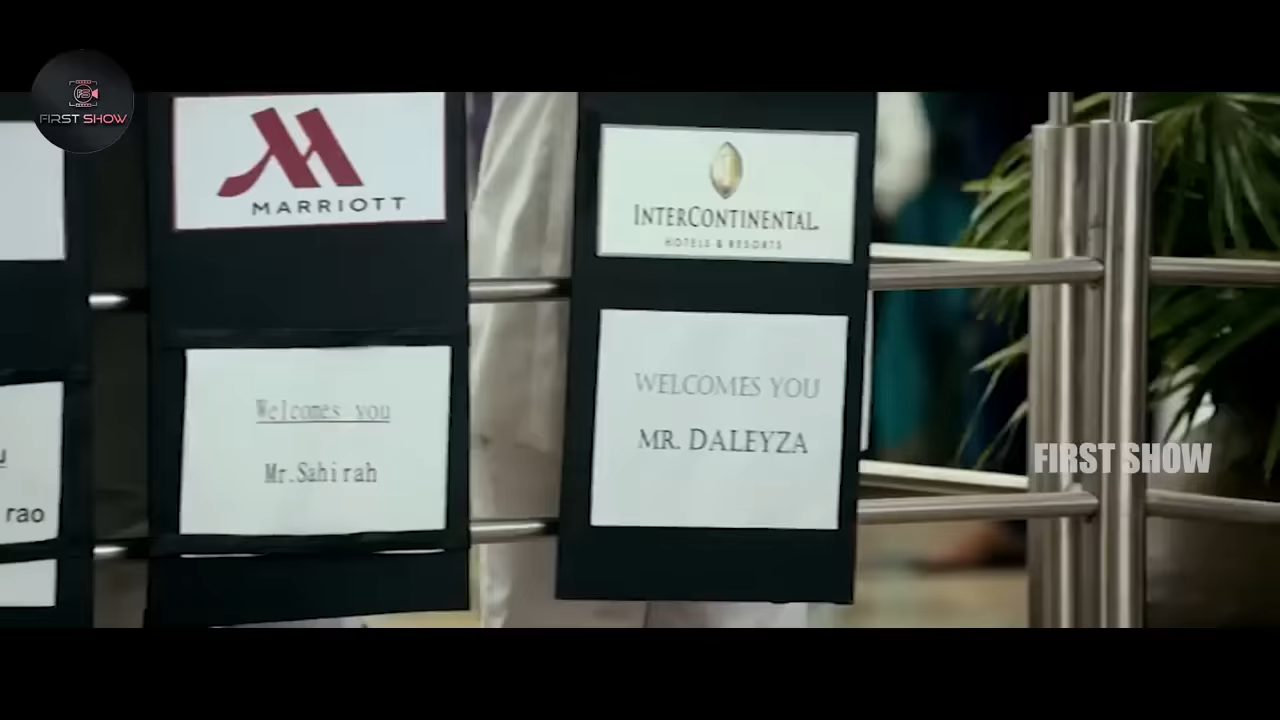 FIRST SHOW
MARRIOTT
Welcomes you
Mr.Sahirah
INTERCONTINENTAL
HOTELS & RESORTS
WELCOMES YOU
MR. DALEYZA
rao
FIRST SHOW